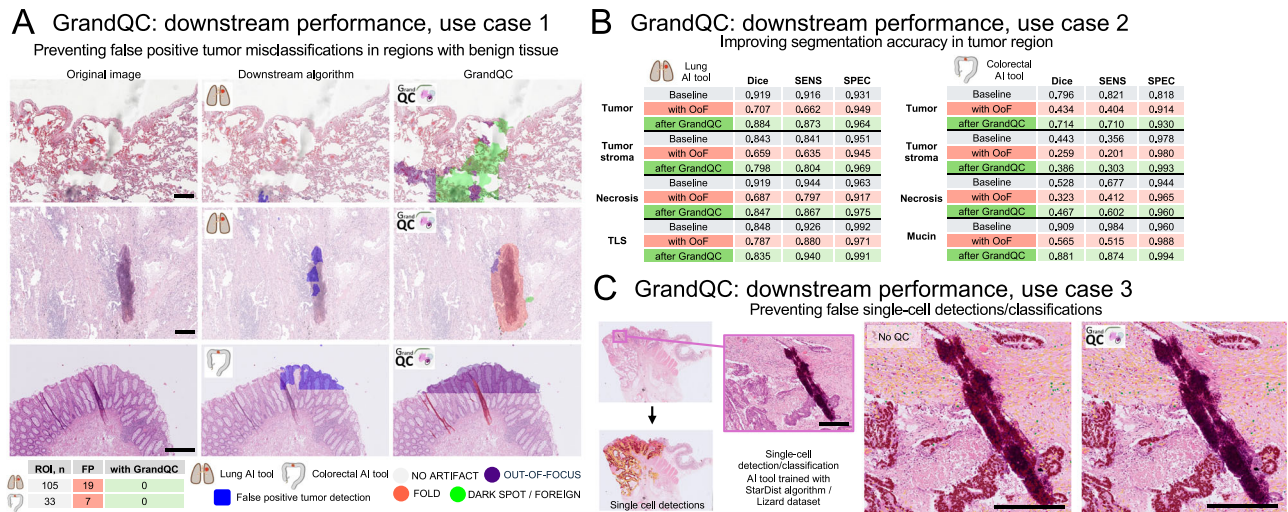 A GrandQC: downstream performance, use case 1
Preventing false positive tumor misclassifications in regions with benign tissue
Original image Downstream algorithm GrandQC
Grand QC
Grand QC
Grand QC
ROI, n FP with GrandQC
105 19 0
33 7 0
Lung AI tool Colorectal AI tool
False positive tumor detection
NO ARTIFACT OUT-OF-FOCUS
FOLD DARK SPOT / FOREIGN
B GrandQC: downstream performance, use case 2
Improving segmentation accuracy in tumor region
Lung
AI tool Dice SENS SPEC
Tumor
Baseline 0.919 0.916 0.931
with OoF 0.707 0.662 0.949
after GrandQC 0.884 0.873 0.964
Tumor
stroma
Baseline 0.843 0.841 0.951
with OoF 0.659 0.635 0.945
after GrandQC 0.798 0.804 0.969
Necrosis
Baseline 0.919 0.944 0.963
with OoF 0.687 0.797 0.917
after GrandQC 0.847 0.867 0.975
TLS
Baseline 0.848 0.926 0.992
with OoF 0.787 0.880 0.971
after GrandQC 0.835 0.940 0.991
Colorectal
AI tool Dice SENS SPEC
Tumor
Baseline 0.796 0.821 0.818
with OoF 0.434 0.404 0.914
after GrandQC 0.714 0.710 0.930
Tumor
stroma
Baseline 0.443 0.356 0.978
with OoF 0.259 0.201 0.980
after GrandQC 0.386 0.303 0.993
Necrosis
Baseline 0.528 0.677 0.944
with OoF 0.323 0.412 0.965
after GrandQC 0.467 0.602 0.960
Mucin
Baseline 0.909 0.984 0.960
with OoF 0.565 0.515 0.988
after GrandQC 0.881 0.874 0.994
C GrandQC: downstream performance, use case 3
Preventing false single-cell detections/classifications
No QC
Grand QC
Single cell detections
Single-cell
detection/classification
AI tool trained with
StarDist algorithm /
Lizard dataset